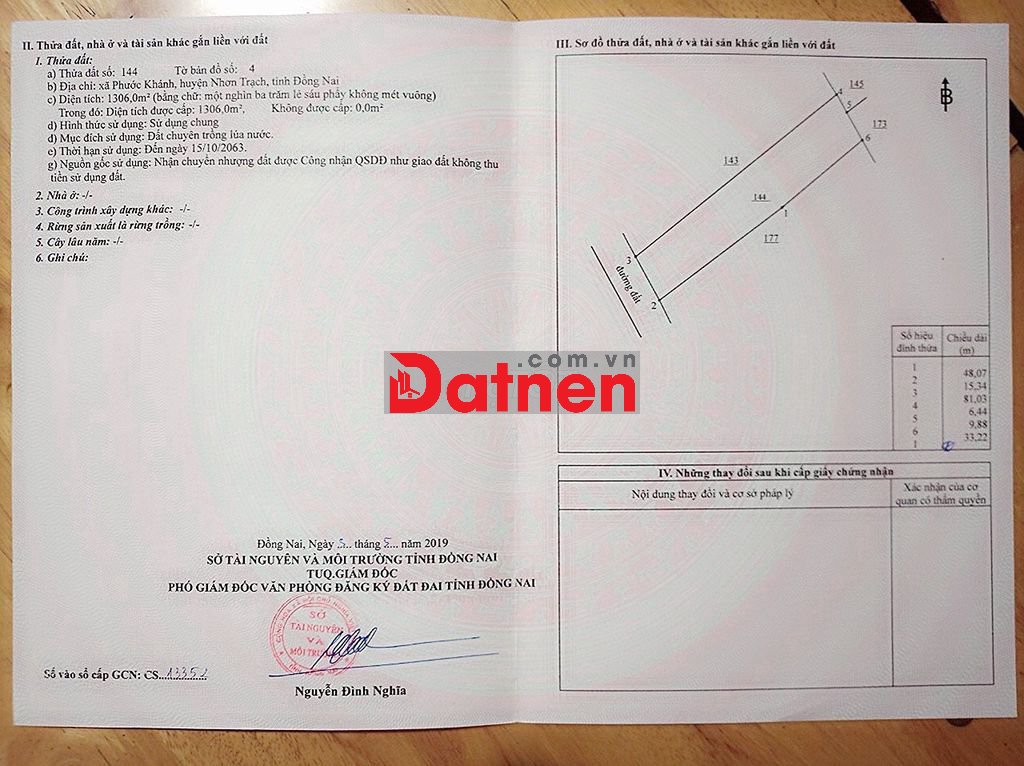 II. Thửa đất, nhà ở và tài sản khác gắn liền với đất
1. Thửa đất:
a) Thửa đất số: 144 Tờ bản đồ số: 4
b) Địa chỉ: xã Phước Khánh, huyện Nhơn Trạch, tỉnh Đồng Nai
c) Diện tích: 1306,0m² (bằng chữ: một nghìn ba trăm lẻ sáu phẩy không mét vuông)
Trong đó: Diện tích được cấp: 1306,0m², Không được cấp: 0,0m²
d) Hình thức sử dụng: Sử dụng chung
đ) Mục đích sử dụng: Đất chuyên trồng lúa nước.
e) Thời hạn sử dụng: Đến ngày 15/10/2063.
g) Nguồn gốc sử dụng: Nhận chuyển nhượng đất được Công nhận QSDĐ như giao đất không thu
tiền sử dụng đất.
2. Nhà ở: -/-
3. Công trình xây dựng khác: -/-
4. Rừng sản xuất là rừng trồng: -/-
5. Cây lâu năm: -/-
6. Ghi chú:
Đồng Nai, Ngày 3... tháng 5... năm 2019
SỞ TÀI NGUYÊN VÀ MÔI TRƯỜNG TỈNH ĐỒNG NAI
TUQ.GIÁM ĐỐC
PHÓ GIÁM ĐỐC VĂN PHÒNG ĐĂNG KÝ ĐẤT ĐAI TỈNH ĐỒNG NAI
SỞ
TÀI NGUYÊN
VÀ
Nguyễn Đình Nghĩa
Số vào sổ cấp GCN: CS...13352
III. Sơ đồ thửa đất, nhà ở và tài sản khác gắn liền với đất
B
145
4
5
173
6
143
144
1
177
3
đường đất
2
Số hiệu đỉnh thửa Chiều dài (m)
1
48,07
2
15,34
3
81,03
4
6,44
5
9,88
6
33,22
1
IV. Những thay đổi sau khi cấp giấy chứng nhận
Nội dung thay đổi và cơ sở pháp lý
Xác nhận của cơ
quan có thẩm quyền
Datnen
.com.vn